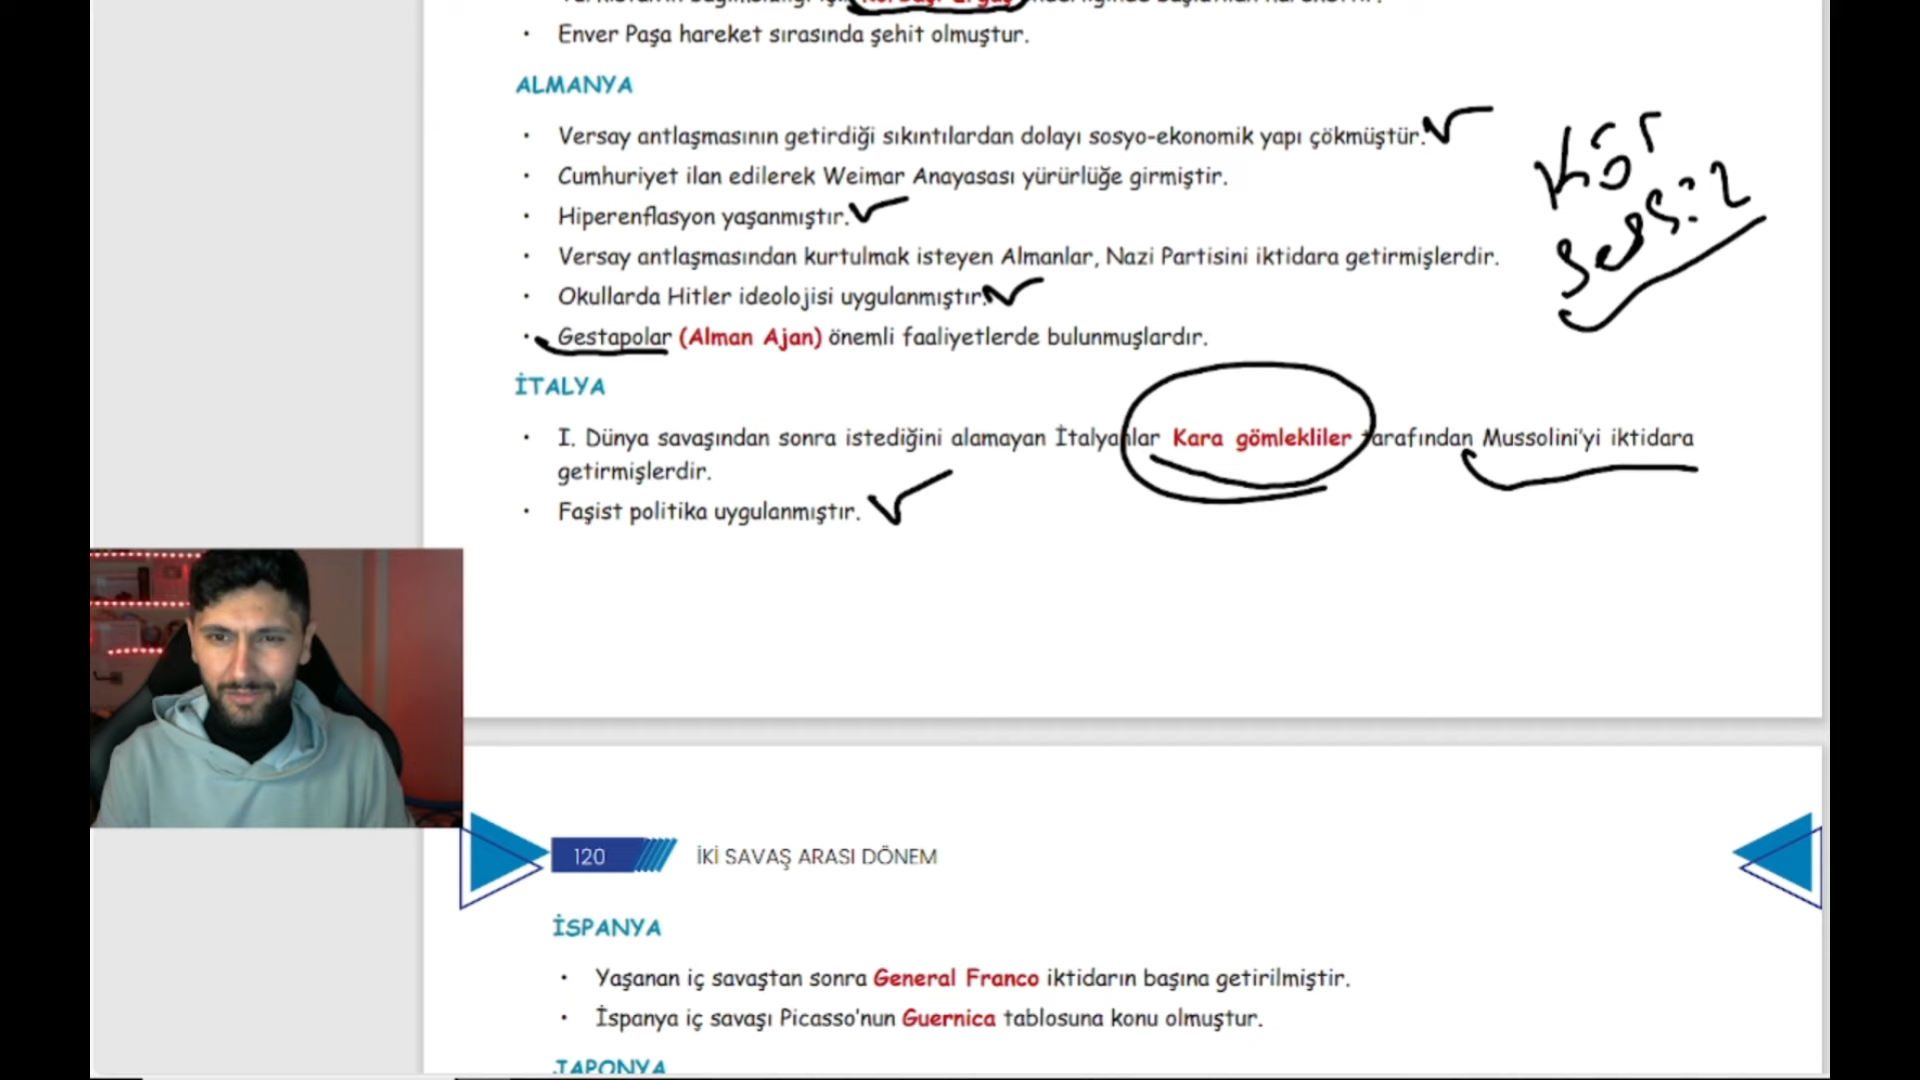 Enver Paşa hareket sırasında şehit olmuştur.
ALMANYA
Versay antlaşmasının getirdiği sıkıntılardan dolayı sosyo-ekonomik yapı çökmüştür.
Cumhuriyet ilan edilerek Weimar Anayasası yürürlüğe girmiştir.
Hiperenflasyon yaşanmıştır.
Versay antlaşmasından kurtulmak isteyen Almanlar, Nazi Partisini iktidara getirmişlerdir.
Okullarda Hitler ideolojisi uygulanmıştır.
Gestapolar (Alman Ajan) önemli faaliyetlerde bulunmuşlardır.
Kör
İTALYA
I. Dünya savaşından sonra istediğini alamayan İtalyanlar Kara gömlekliler tarafından Mussolini'yi iktidara
getirmişlerdir.
Faşist politika uygulanmıştır.
120 İKİ SAVAŞ ARASI DÖNEM
İSPANYA
Yaşanan iç savaştan sonra General Franco iktidarın başına getirilmiştir.
İspanya iç savaşı Picasso'nun Guernica tablosuna konu olmuştur.
JAPONYA